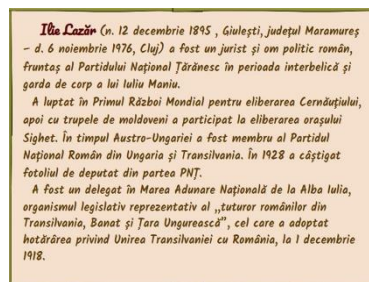 Ilie Lazăr (n. 12 decembrie 1895 , Giulești, județul Maramureș
– d. 6 noiembrie 1976, Cluj) a fost un jurist și om politic român,
fruntaș al Partidului Național Țărănesc în perioada interbelică și
garda de corp a lui Iuliu Maniu.
A luptat în Primul Război Mondial pentru eliberarea Cernăuțiului,
apoi cu trupele de moldoveni a participat la eliberarea orașului
Sighet. În timpul Austro-Ungariei a fost membru al Partidul
Național Român din Ungaria și Transilvania. În 1928 a câștigat
fotoliul de deputat din partea PNȚ.
A fost un delegat în Marea Adunare Națională de la Alba Iulia,
organismul legislativ reprezentativ al „tuturor românilor din
Transilvania, Banat și Țara Ungurească”, cel care a adoptat
hotărârea privind Unirea Transilvaniei cu România, la 1 decembrie
1918.